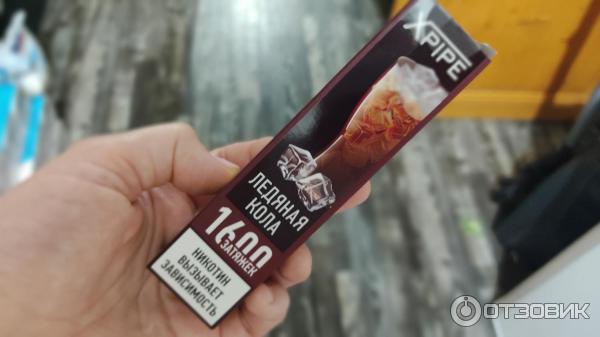 XPIPE
ЛЕДЯНАЯ
КОЛА
1600
ЗАТЯЖЕК
НИКОТИН
ВЫЗЫВАЕТ
ЗАВИСИМОСТЬ
ОТЗОВИК